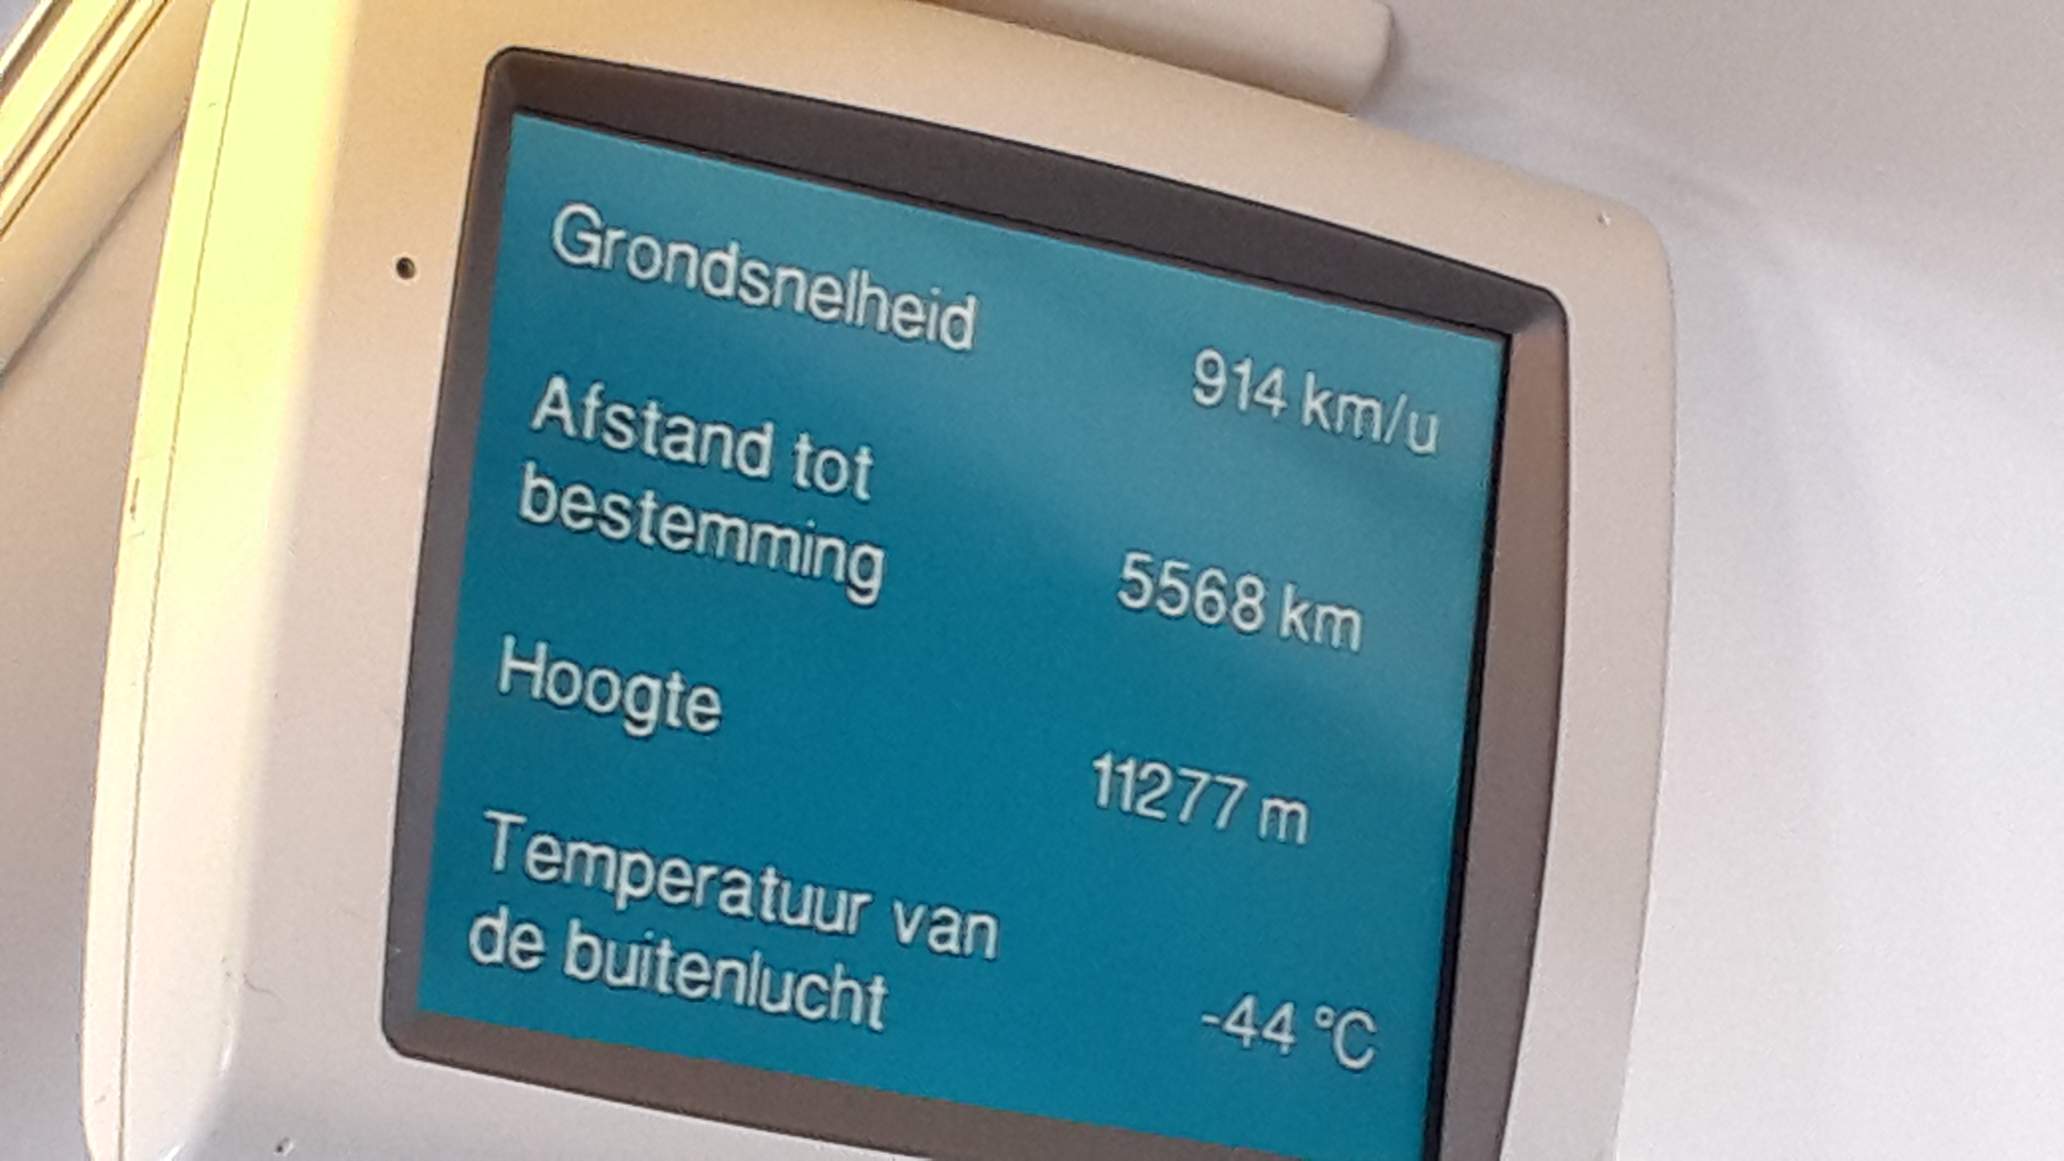 Grondsnelheid
914 km/u
Afstand tot
bestemming
5568 km
Hoogte
11277 m
Temperatuur van
de buitenlucht
-44 °C